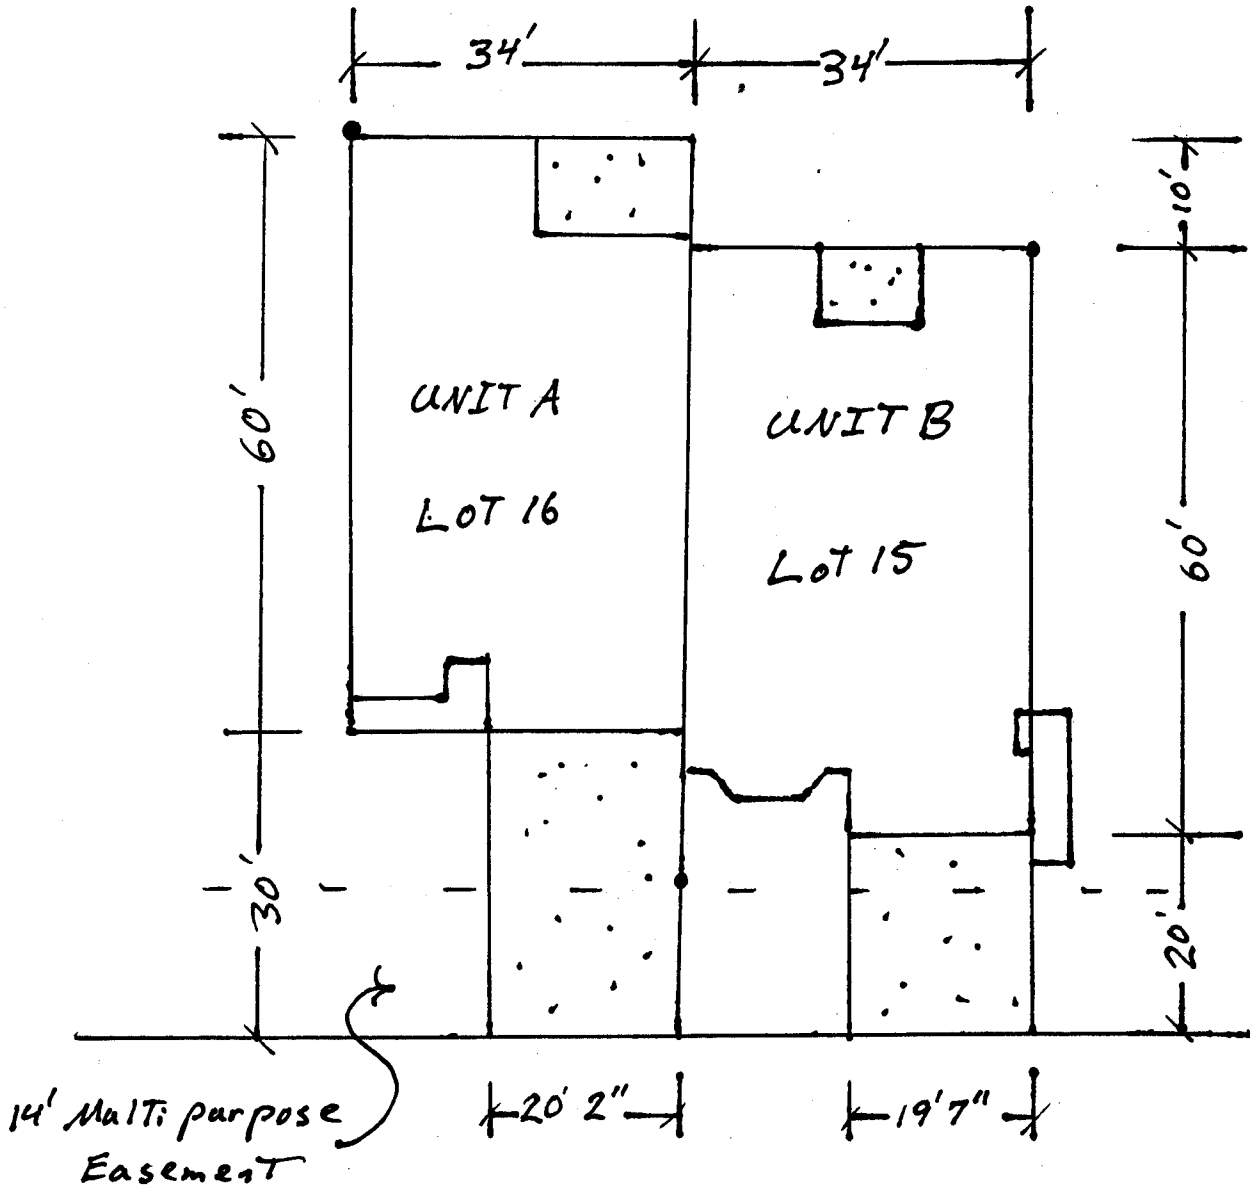 34' 34'
10'
60'
UNIT A
UNIT B
LOT 16
LOT 15
60'
30'
20'
20' 2" 19' 7"
14' Multi purpose
Easement